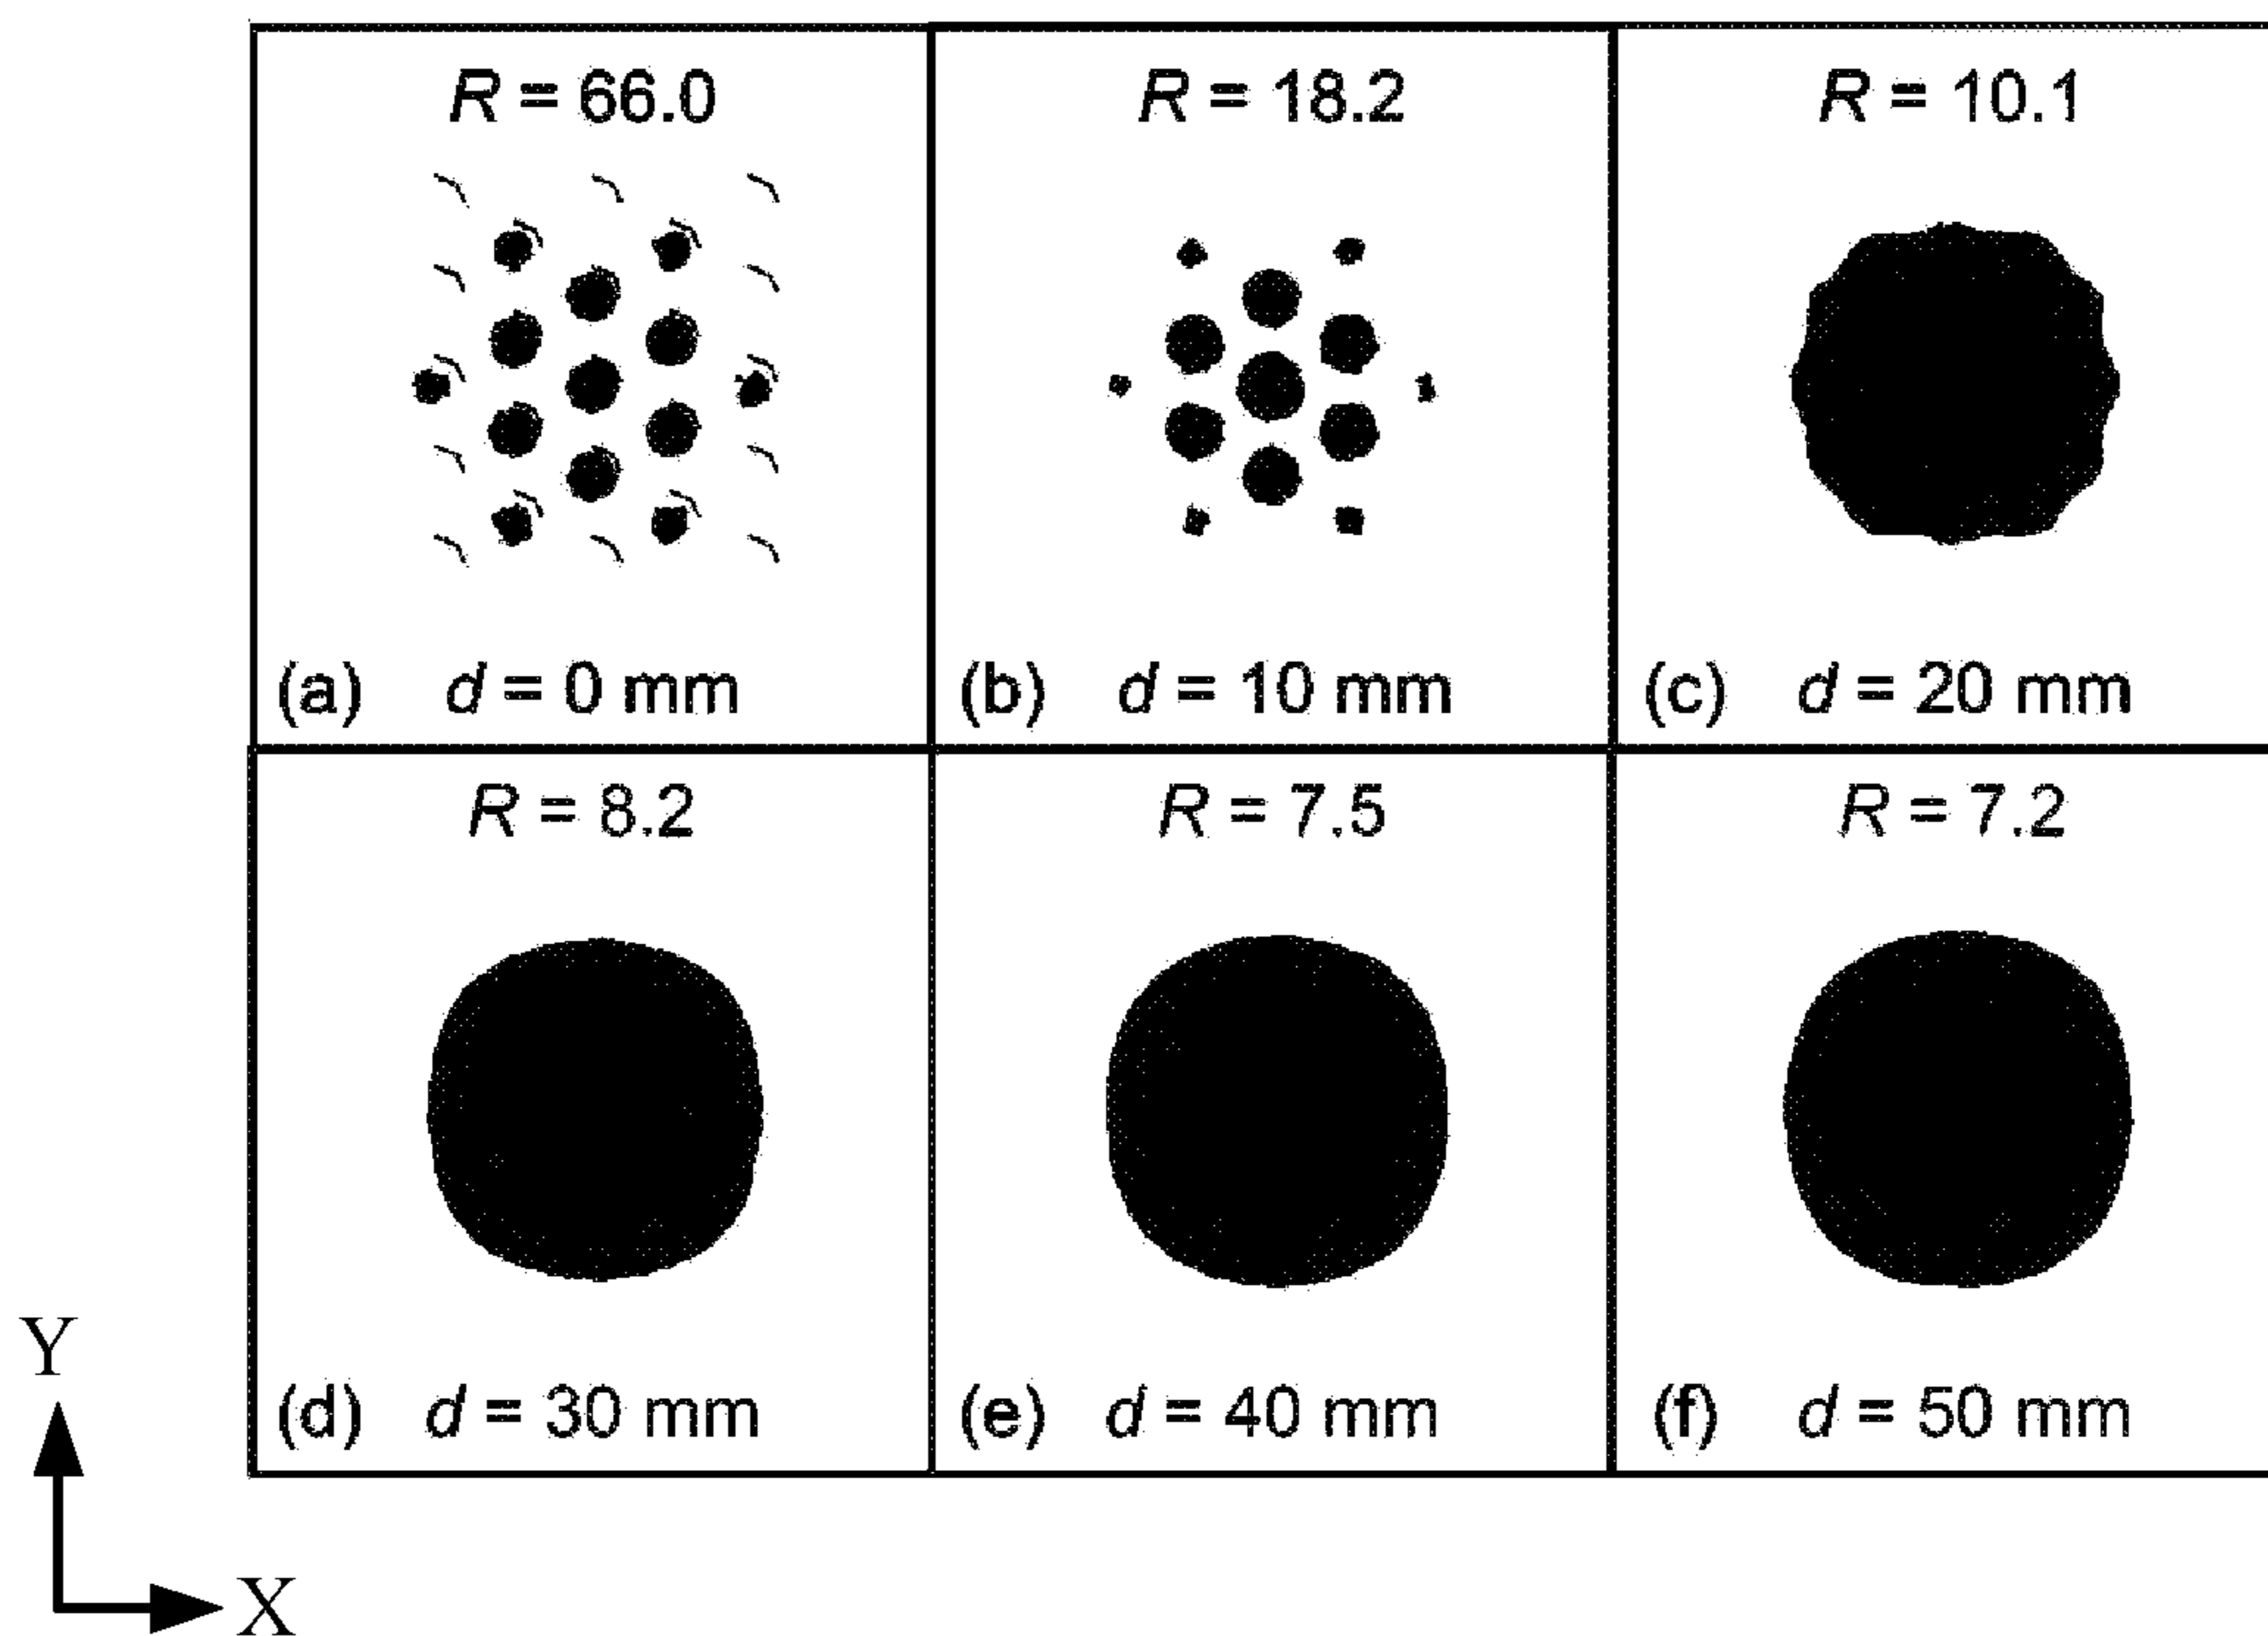 R = 66.0
(a) d = 0 mm
R = 18.2
(b) d = 10 mm
R = 10.1
(c) d = 20 mm
R = 8.2
(d) d = 30 mm
R = 7.5
(e) d = 40 mm
R = 7.2
(f) d = 50 mm
Y
X